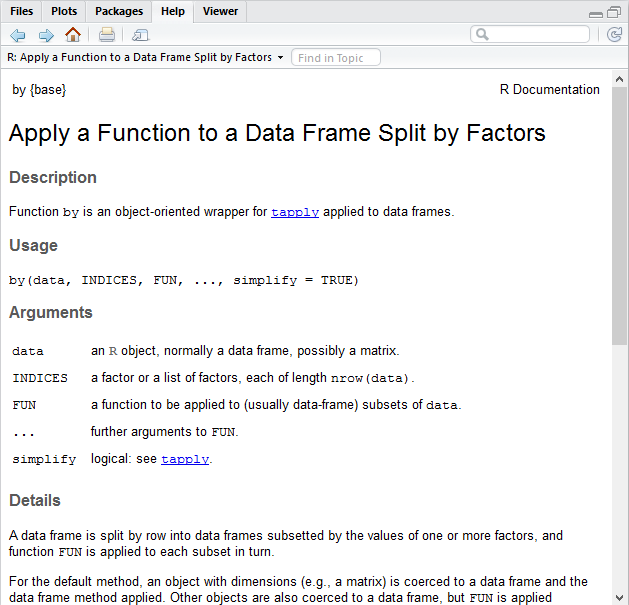 Files Plots Packages Help Viewer
R: Apply a Function to a Data Frame Split by Factors Find in Topic
by {base} R Documentation
Apply a Function to a Data Frame Split by Factors
Description
Function by is an object-oriented wrapper for tapply applied to data frames.
Usage
by(data, INDICES, FUN, ..., simplify = TRUE)
Arguments
data an R object, normally a data frame, possibly a matrix.
INDICES a factor or a list of factors, each of length nrow(data).
FUN a function to be applied to (usually data-frame) subsets of data.
... further arguments to FUN.
simplify logical: see tapply.
Details
A data frame is split by row into data frames subsetted by the values of one or more factors, and
function FUN is applied to each subset in turn.
For the default method, an object with dimensions (e.g., a matrix) is coerced to a data frame and the
data frame method applied. Other objects are also coerced to a data frame, but FUN is applied